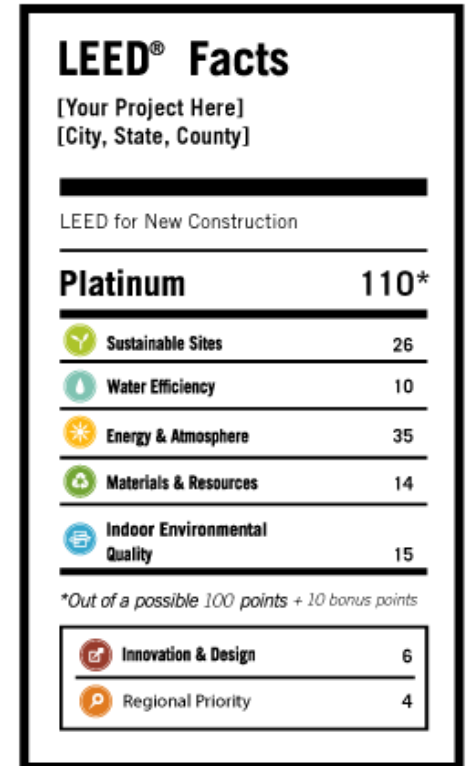 LEED® Facts
[Your Project Here]
[City, State, County]
LEED for New Construction
Platinum 110*
Sustainable Sites 26
Water Efficiency 10
Energy & Atmosphere 35
Materials & Resources 14
Indoor Environmental
Quality 15
*Out of a possible 100 points + 10 bonus points
Innovation & Design 6
Regional Priority 4